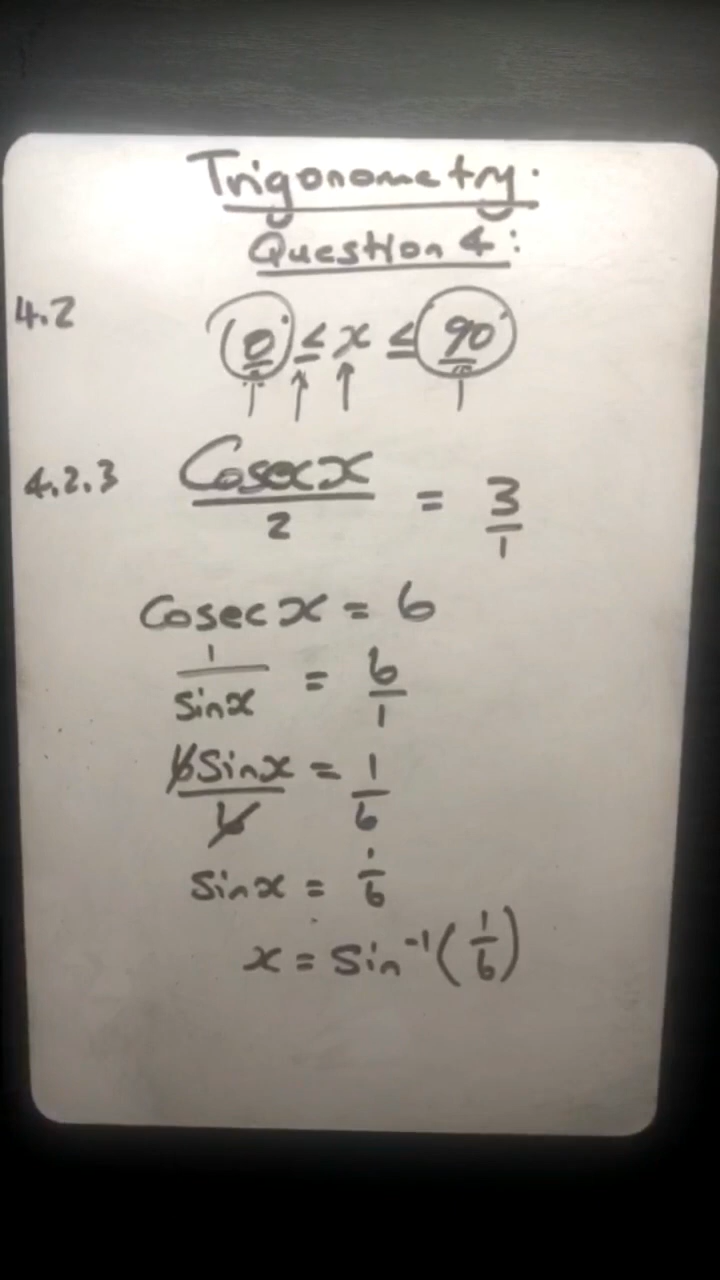 Trigonometry.
Question 4:
4.2 0° ≤ x ≤ 90°
4.2.3 Cosec x / 2 = 3 / 1
Cosec x = 6
1 / sin x = 6 / 1
6 sin x / 6 = 1 / 6
sin x = 1 / 6
x = sin⁻¹ (1 / 6)